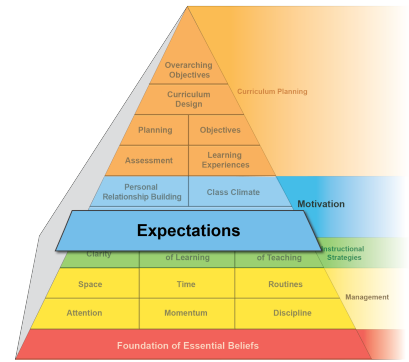 Overarching
Objectives
Curriculum Planning
Curriculum
Design
Planning
Objectives
Assessment
Learning
Experiences
Personal
Relationship Building
Class Climate
Motivation
Expectations
Clarity
of Learning
of Teaching
Instructional
Strategies
Space
Time
Routines
Management
Attention
Momentum
Discipline
Foundation of Essential Beliefs